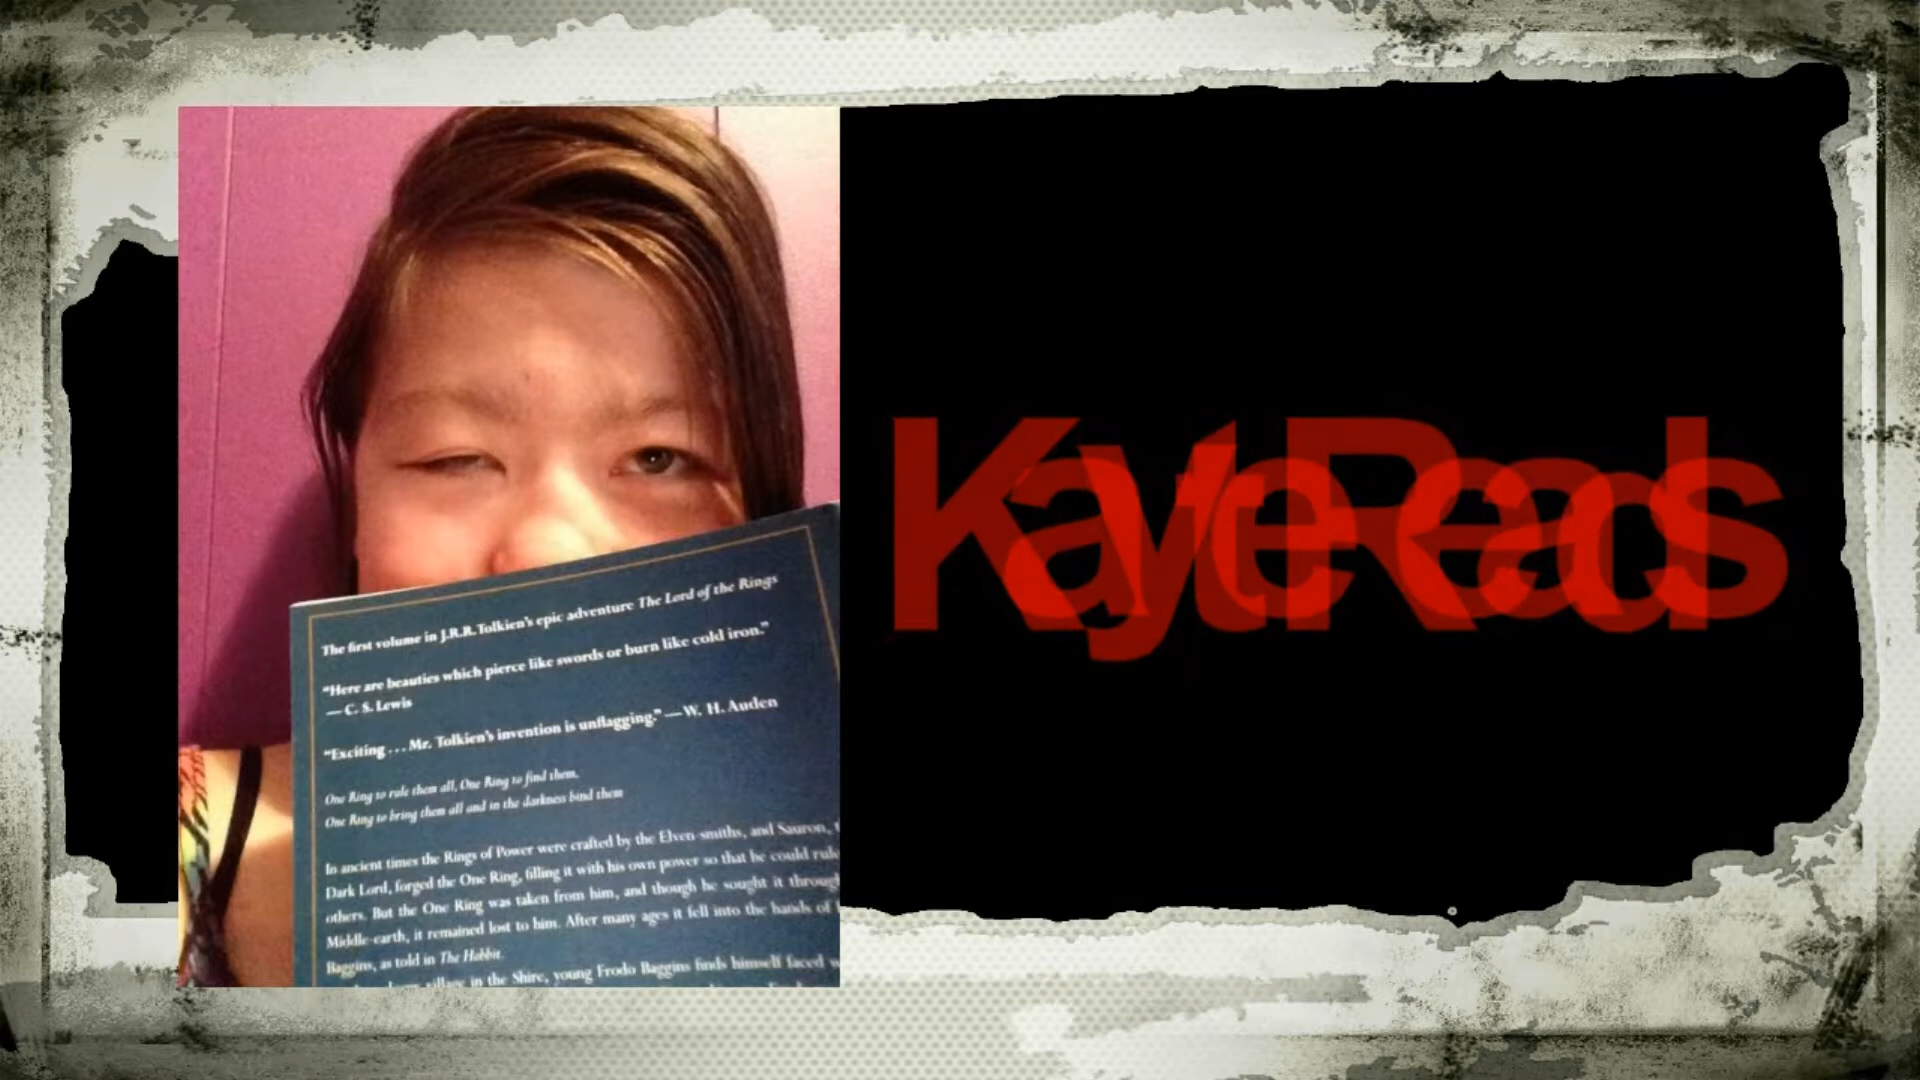 The first volume in J.R.R. Tolkien's epic adventure The Lord of the Rings
“Here are beauties which pierce like swords or burn like cold iron.”
— C. S. Lewis
“Exciting . . . Mr. Tolkien's invention is unflagging.” —W. H. Auden
One Ring to rule them all, One Ring to find them,
One Ring to bring them all and in the darkness bind them
In ancient times the Rings of Power were crafted by the Elven-smiths, and Sauron,
Dark Lord, forged the One Ring, filling it with his own power so that he could rule
others. But the One Ring was taken from him, and though he sought it
Middle-earth, it remained lost to him. After many ages it fell into the hands of
Baggins, as told in The Hobbit.
village in the Shire, young Frodo Baggins finds himself faced
KayteReads